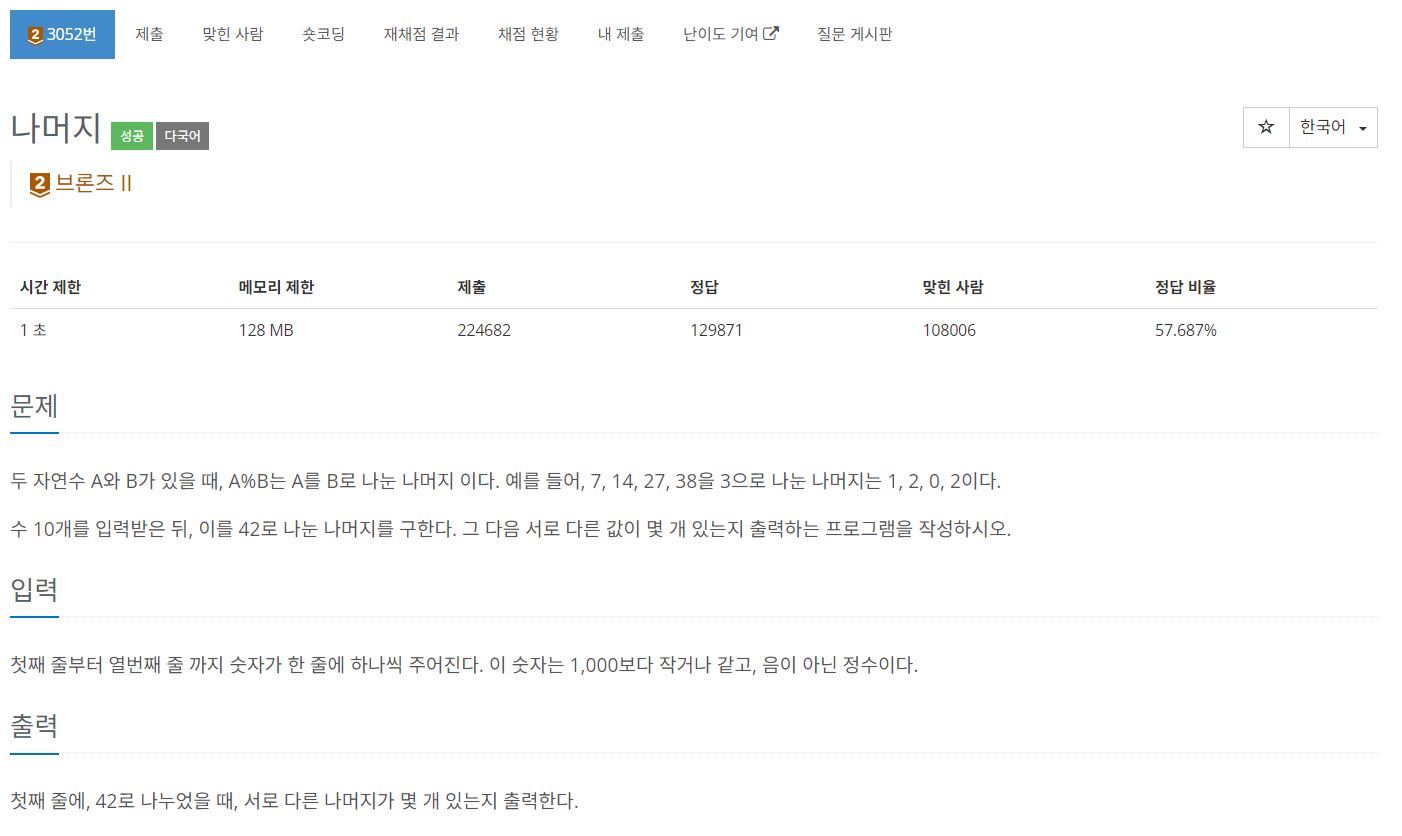 2 3052번 제출 맞힌 사람 숏코딩 재채점 결과 채점 현황 내 제출 난이도 기여 질문 게시판
나머지 성공 다국어 한국어
2 브론즈 II
시간 제한 메모리 제한 제출 정답 맞힌 사람 정답 비율
1 초 128 MB 224682 129871 108006 57.687%
문제
두 자연수 A와 B가 있을 때, A%B는 A를 B로 나눈 나머지 이다. 예를 들어, 7, 14, 27, 38을 3으로 나눈 나머지는 1, 2, 0, 2이다.
수 10개를 입력받은 뒤, 이를 42로 나눈 나머지를 구한다. 그 다음 서로 다른 값이 몇 개 있는지 출력하는 프로그램을 작성하시오.
입력
첫째 줄부터 열번째 줄 까지 숫자가 한 줄에 하나씩 주어진다. 이 숫자는 1,000보다 작거나 같고, 음이 아닌 정수이다.
출력
첫째 줄에, 42로 나누었을 때, 서로 다른 나머지가 몇 개 있는지 출력한다.